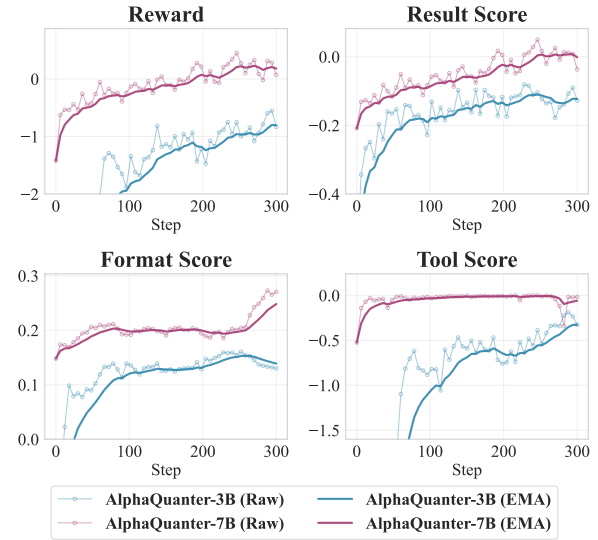 Reward
Result Score
0
−1
−2
0
100
200
300
Step
0.0
−0.2
−0.4
0
100
200
300
Step
Format Score
Tool Score
0.3
0.2
0.1
0.0
0
100
200
300
Step
0.0
−0.5
−1.0
−1.5
0
100
200
300
Step
AlphaQuanter-3B (Raw)
AlphaQuanter-3B (EMA)
AlphaQuanter-7B (Raw)
AlphaQuanter-7B (EMA)